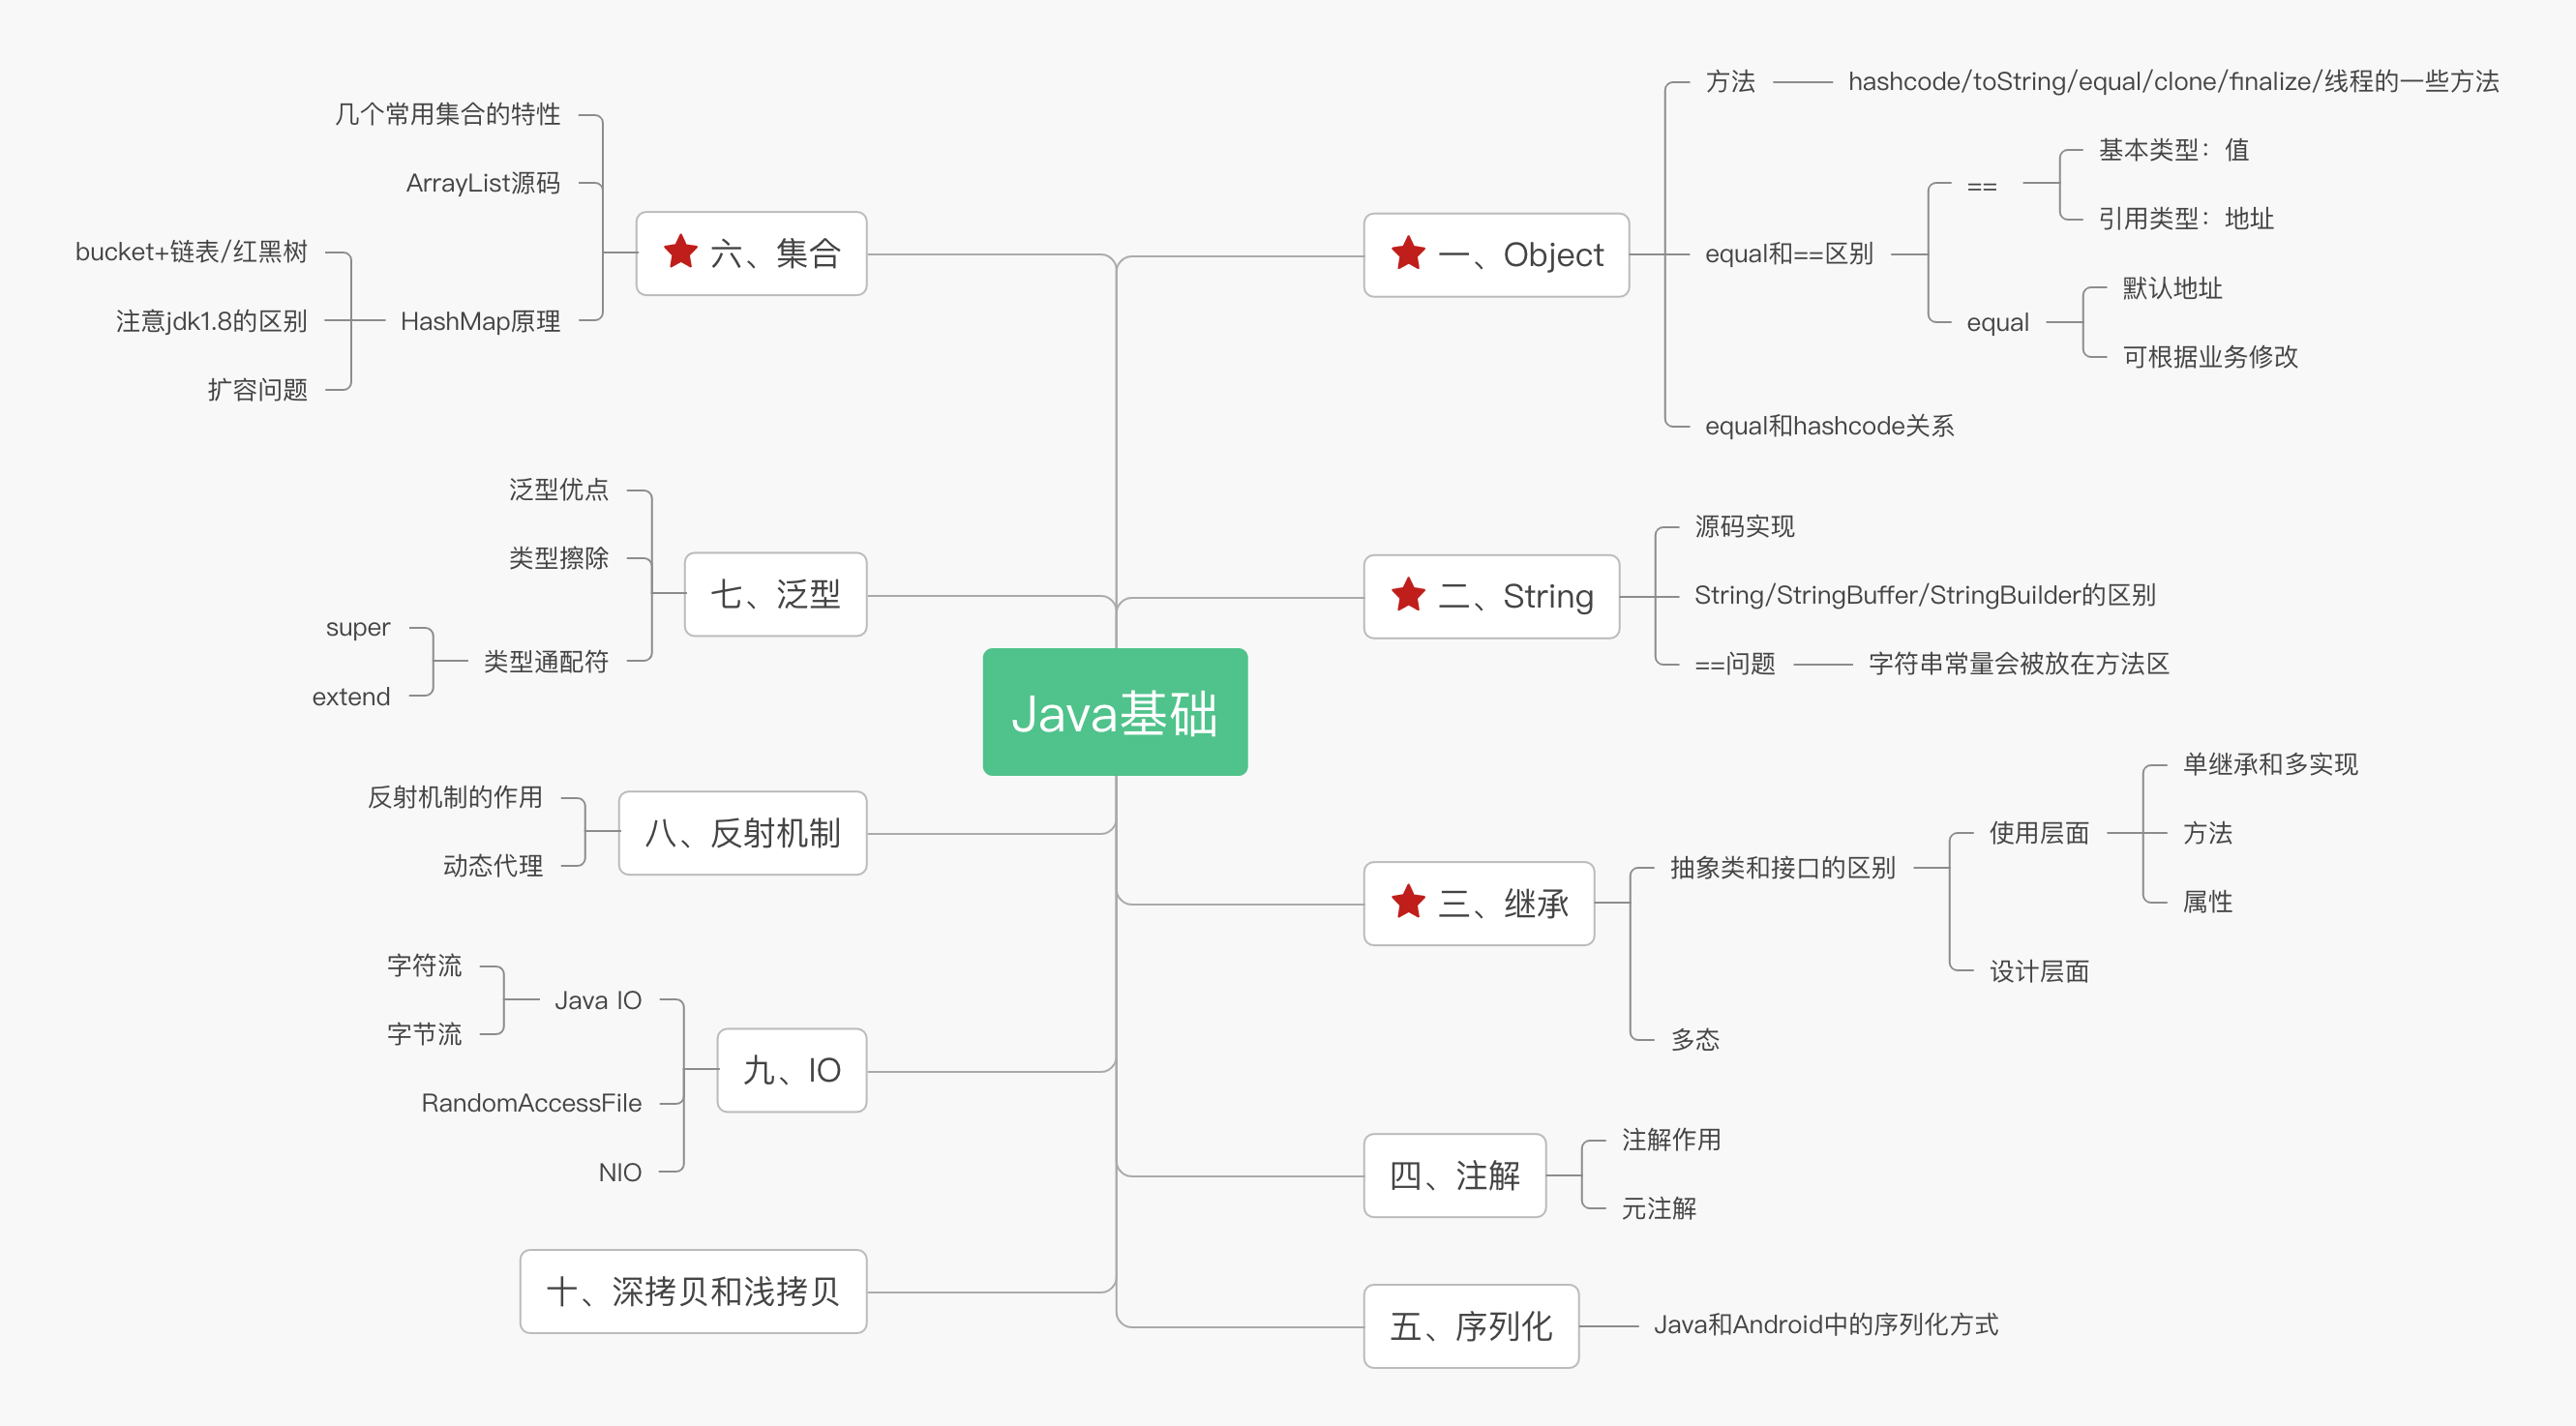 Java基础
一、Object
方法
hashcode/toString/equal/clone/finalize/线程的一些方法
equal和==区别
==
基本类型：值
引用类型：地址
equal
默认地址
可根据业务修改
equal和hashcode关系
二、String
源码实现
String/StringBuffer/StringBuilder的区别
==问题
字符串常量会被放在方法区
三、继承
抽象类和接口的区别
使用层面
单继承和多实现
方法
属性
设计层面
多态
四、注解
注解作用
元注解
五、序列化
Java和Android中的序列化方式
六、集合
几个常用集合的特性
ArrayList源码
HashMap原理
bucket+链表/红黑树
注意jdk1.8的区别
扩容问题
七、泛型
泛型优点
类型擦除
类型通配符
super
extend
八、反射机制
反射机制的作用
动态代理
九、IO
Java IO
字符流
字节流
RandomAccessFile
NIO
十、深拷贝和浅拷贝